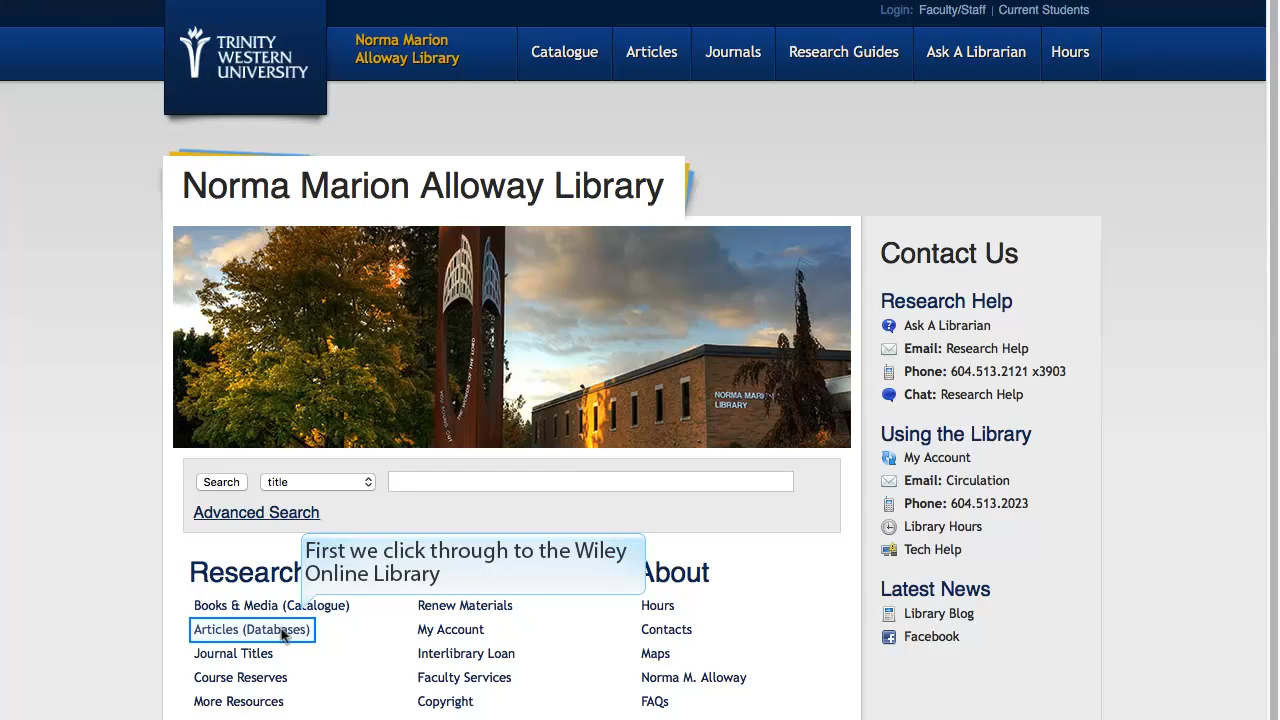 Login: Faculty/Staff | Current Students
TRINITY
WESTERN
UNIVERSITY
Norma Marion
Alloway Library
Catalogue
Articles
Journals
Research Guides
Ask A Librarian
Hours
Norma Marion Alloway Library
NORMA MARI
LIBRARY
Search
title
Advanced Search
First we click through to the Wiley
Online Library
Research
Books & Media (Catalogue)
Articles (Databases)
Journal Titles
Course Reserves
More Resources
Renew Materials
My Account
Interlibrary Loan
Faculty Services
Copyright
About
Hours
Contacts
Maps
Norma M. Alloway
FAQs
Contact Us
Research Help
Ask A Librarian
Email: Research Help
Phone: 604.513.2121 x3903
Chat: Research Help
Using the Library
My Account
Email: Circulation
Phone: 604.513.2023
Library Hours
Tech Help
Latest News
Library Blog
Facebook